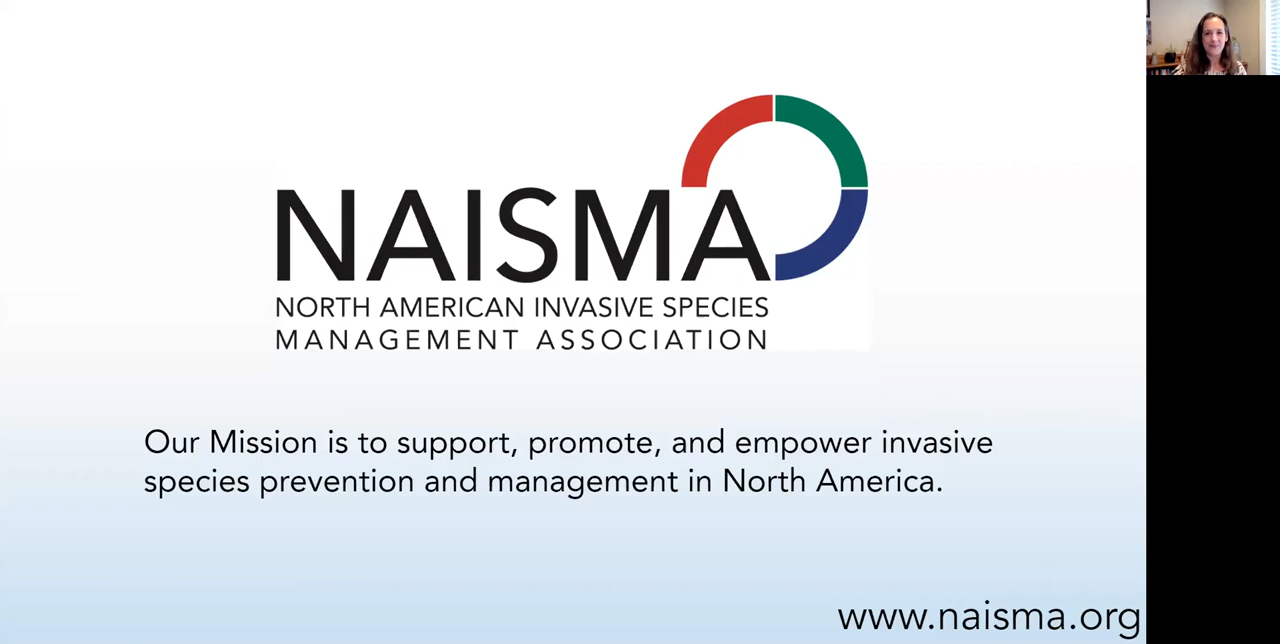 NAISMA
NORTH AMERICAN INVASIVE SPECIES
MANAGEMENT ASSOCIATION
Our Mission is to support, promote, and empower invasive
species prevention and management in North America.
www.naisma.org